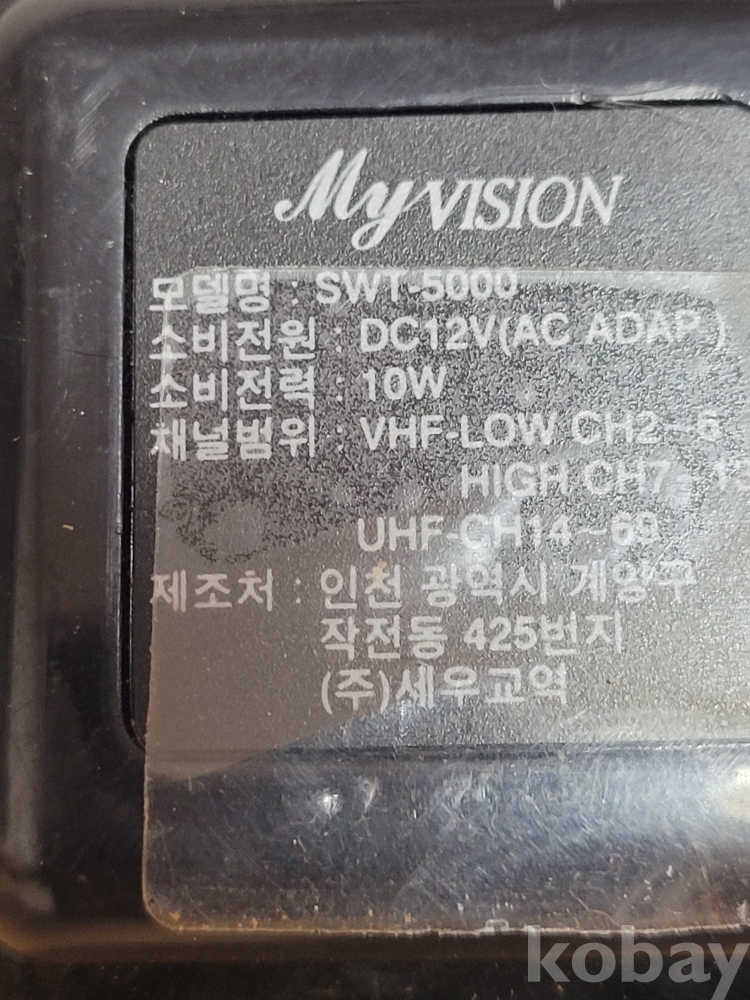 MyVISION
모델명 : SWT-5000
소비전원 : DC12V(AC ADAP )
소비전력 : 10W
채널범위 : VHF-LOW CH2~6
HIGH CH7~
UHF-CH14~69
제조처 : 인천 광역시 계양구
작전동 425번지
(주)세우교역
kobay